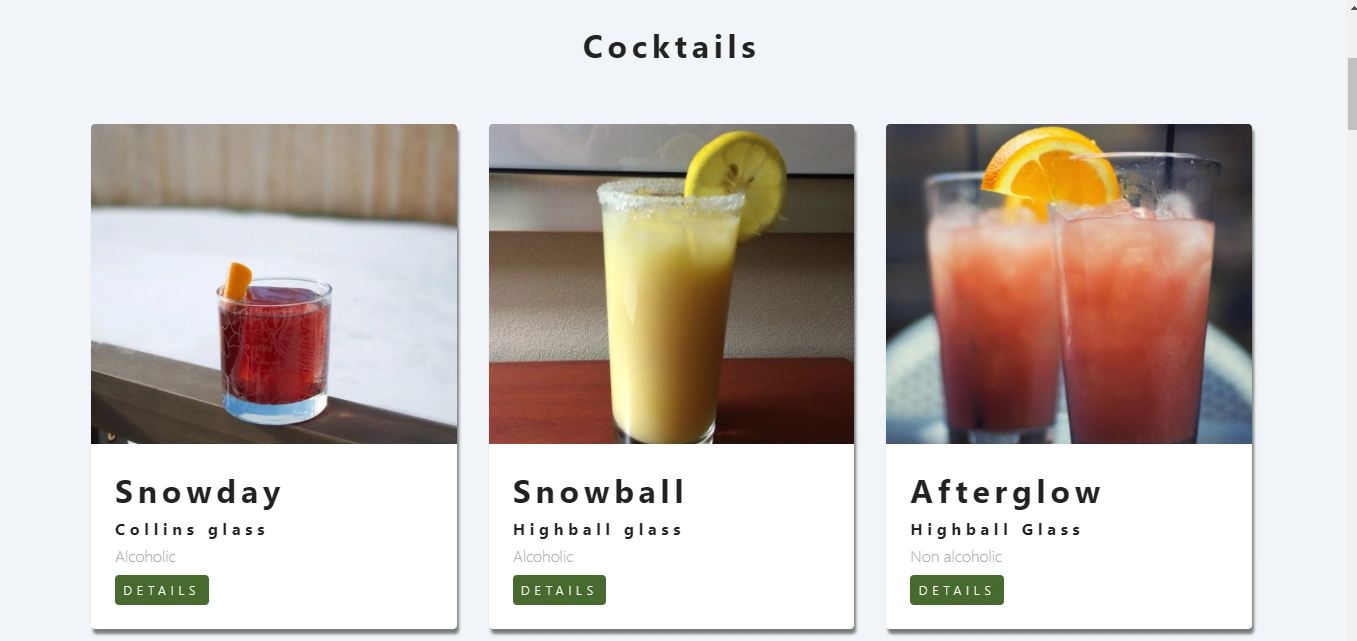 Cocktails
Snowday
Collins glass
Alcoholic
DETAILS
Snowball
Highball glass
Alcoholic
DETAILS
Afterglow
Highball Glass
Non alcoholic
DETAILS